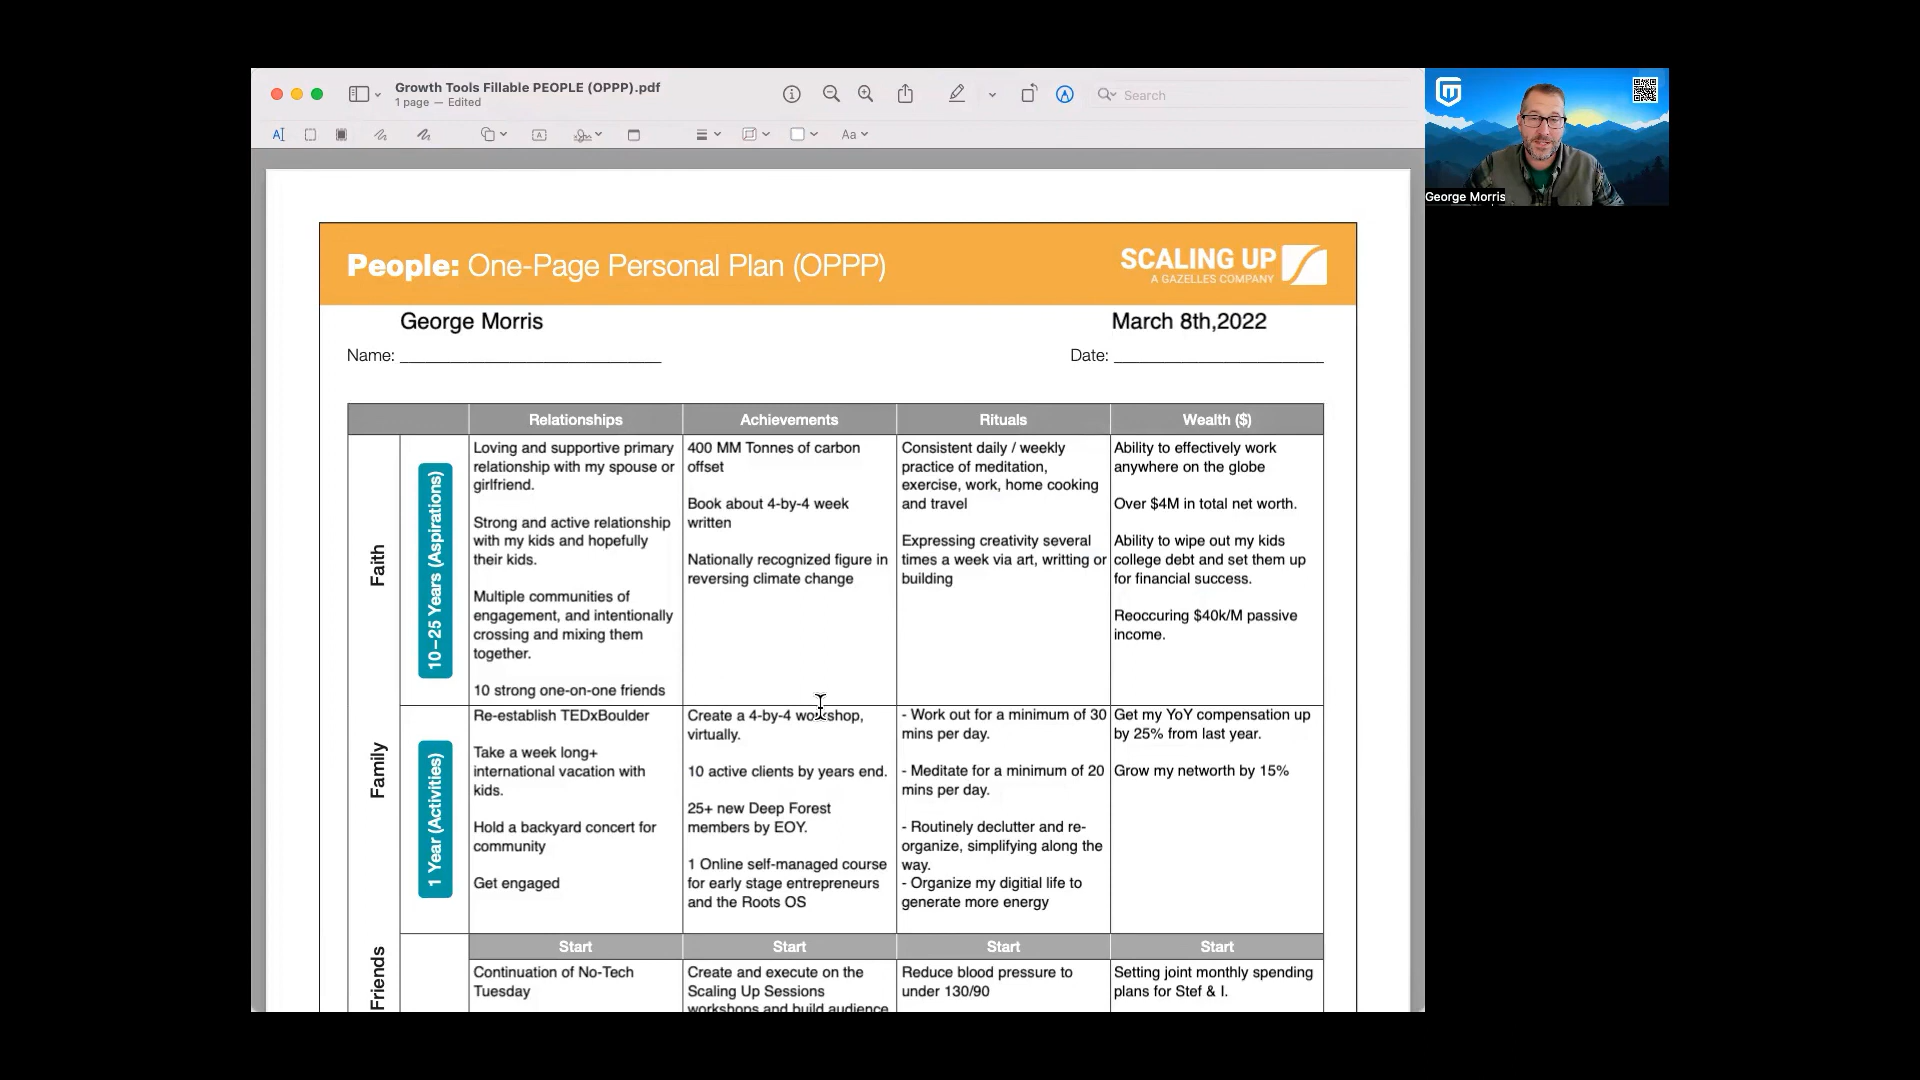 Growth Tools Fillable PEOPLE (OPPP).pdf
1 page — Edited
Search
A
Aa
George Morris
People: One-Page Personal Plan (OPPP)
SCALING UP
A GAZELLES COMPANY
George Morris
March 8th,2022
Name: ____________________________
Date: ______________________
Relationships
Achievements
Rituals
Wealth ($)
Faith
10–25 Years (Aspirations)
Loving and supportive primary
relationship with my spouse or
girlfriend.
Strong and active relationship
with my kids and hopefully
their kids.
Multiple communities of
engagement, and intentionally
crossing and mixing them
together.
10 strong one-on-one friends
400 MM Tonnes of carbon
offset
Book about 4-by-4 week
written
Nationally recognized figure in
reversing climate change
Consistent daily / weekly
practice of meditation,
exercise, work, home cooking
and travel
Expressing creativity several
times a week via art, writting or
building
Ability to effectively work
anywhere on the globe
Over $4M in total net worth.
Ability to wipe out my kids
college debt and set them up
for financial success.
Reoccuring $40k/M passive
income.
Family
1 Year (Activities)
Re-establish TEDxBoulder
Take a week long+
international vacation with
kids.
Hold a backyard concert for
community
Get engaged
Create a 4-by-4 workshop,
virtually.
10 active clients by years end.
25+ new Deep Forest
members by EOY.
1 Online self-managed course
for early stage entrepreneurs
and the Roots OS
- Work out for a minimum of 30
mins per day.
- Meditate for a minimum of 20
mins per day.
- Routinely declutter and re-
organize, simplifying along the
way.
- Organize my digitial life to
generate more energy
Get my YoY compensation up
by 25% from last year.
Grow my networth by 15%
Friends
Start
Start
Start
Start
Continuation of No-Tech
Tuesday
Create and execute on the
Scaling Up Sessions
workshops and build audience
Reduce blood pressure to
under 130/90
Setting joint monthly spending
plans for Stef & I.